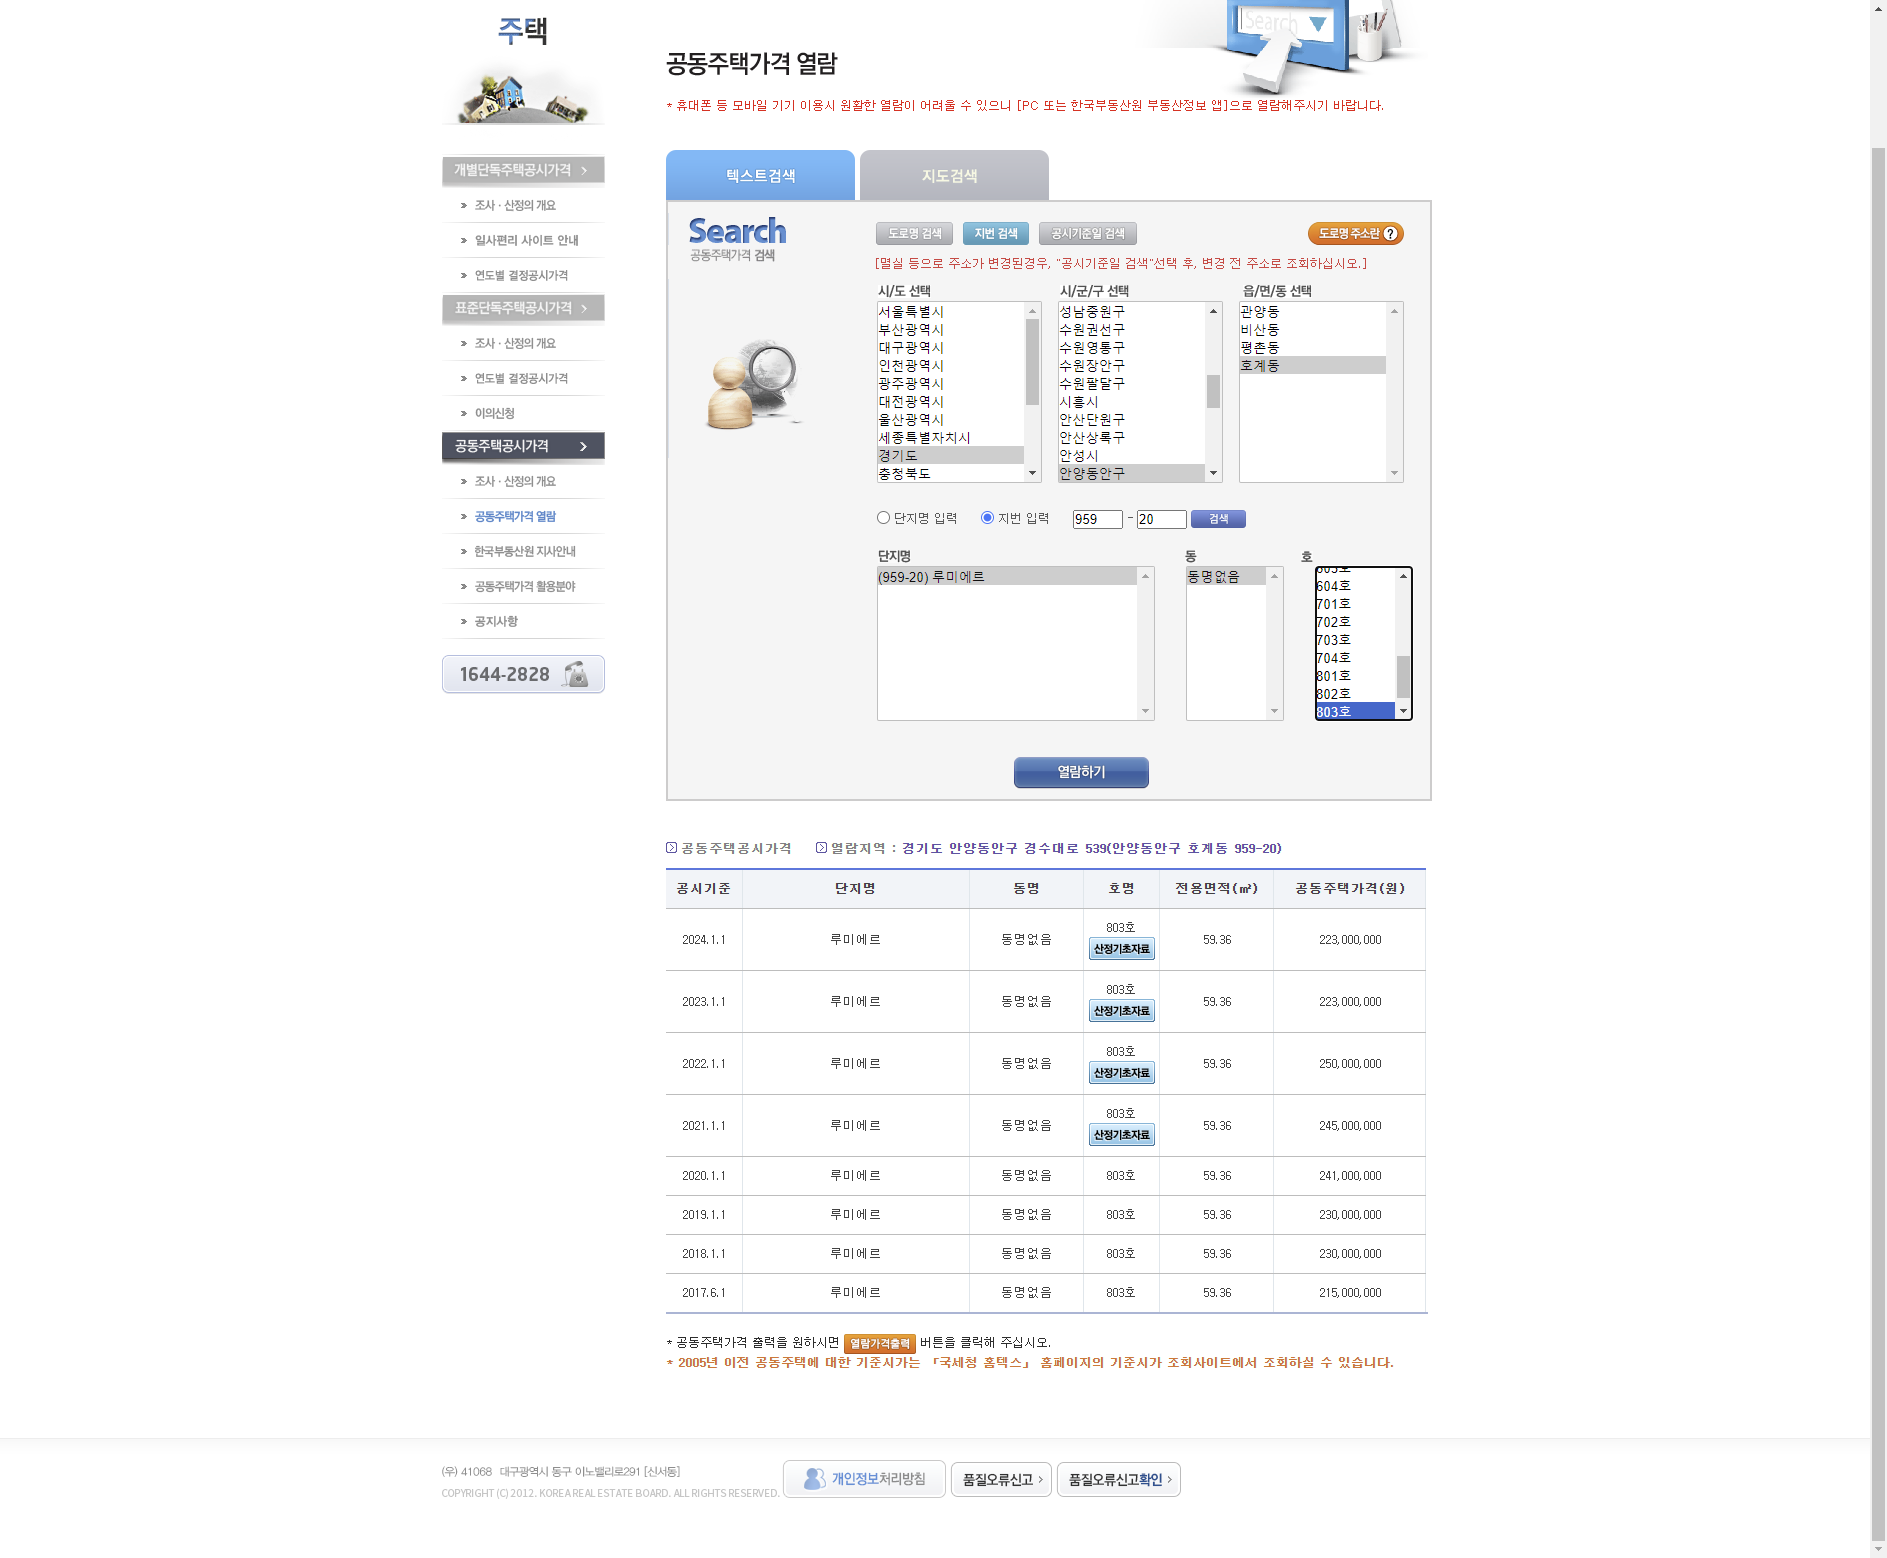 주택
Search
공동주택가격 열람
* 휴대폰 등 모바일 기기 이용시 원활한 열람이 어려울 수 있으니 [PC 또는 한국부동산원 부동산정보 앱]으로 열람해주시기 바랍니다.
개별단독주택공시가격
조사 · 산정의 개요
일사편리 사이트 안내
연도별 결정공시가격
표준단독주택공시가격
조사 · 산정의 개요
연도별 결정공시가격
이의신청
공동주택공시가격
조사 · 산정의 개요
공동주택가격 열람
한국부동산원 지사안내
공동주택가격 활용분야
공지사항
1644-2828
텍스트검색 지도검색
Search
공동주택가격 검색
도로명 검색 지번 검색 공시기준일 검색 도로명 주소란 ?
[멸실 등으로 주소가 변경된경우, "공시기준일 검색"선택 후, 변경 전 주소로 조회하십시오.]
시/도 선택 시/군/구 선택 읍/면/동 선택
서울특별시 성남중원구 관양동
부산광역시 수원권선구 비산동
대구광역시 수원영통구 평촌동
인천광역시 수원장안구 호계동
광주광역시 수원팔달구
대전광역시 시흥시
울산광역시 안산단원구
세종특별자치시 안산상록구
경기도 안성시
충청북도 안양동안구
단지명 입력 지번 입력 959 - 20 검색
단지명 동 호
(959-20) 루미에르 동명없음 603호
604호
701호
702호
703호
704호
801호
802호
803호
열람하기
공동주택공시가격 열람지역 : 경기도 안양동안구 경수대로 539(안양동안구 호계동 959-20)
공시기준 단지명 동명 호명 전용면적(㎡) 공동주택가격(원)
2024.1.1 루미에르 동명없음 803호 산정기초자료 59.36 223,000,000
2023.1.1 루미에르 동명없음 803호 산정기초자료 59.36 223,000,000
2022.1.1 루미에르 동명없음 803호 산정기초자료 59.36 250,000,000
2021.1.1 루미에르 동명없음 803호 산정기초자료 59.36 245,000,000
2020.1.1 루미에르 동명없음 803호 59.36 241,000,000
2019.1.1 루미에르 동명없음 803호 59.36 230,000,000
2018.1.1 루미에르 동명없음 803호 59.36 230,000,000
2017.6.1 루미에르 동명없음 803호 59.36 215,000,000
* 공동주택가격 출력을 원하시면 열람가격출력 버튼을 클릭해 주십시오.
* 2005년 이전 공동주택에 대한 기준시가는 「국세청 홈텍스」 홈페이지의 기준시가 조회사이트에서 조회하실 수 있습니다.
(우) 41068 대구광역시 동구 이노밸리로291 [신서동]
COPYRIGHT (C) 2012. KOREA REAL ESTATE BOARD. ALL RIGHTS RESERVED.
개인정보처리방침 품질오류신고 품질오류신고확인